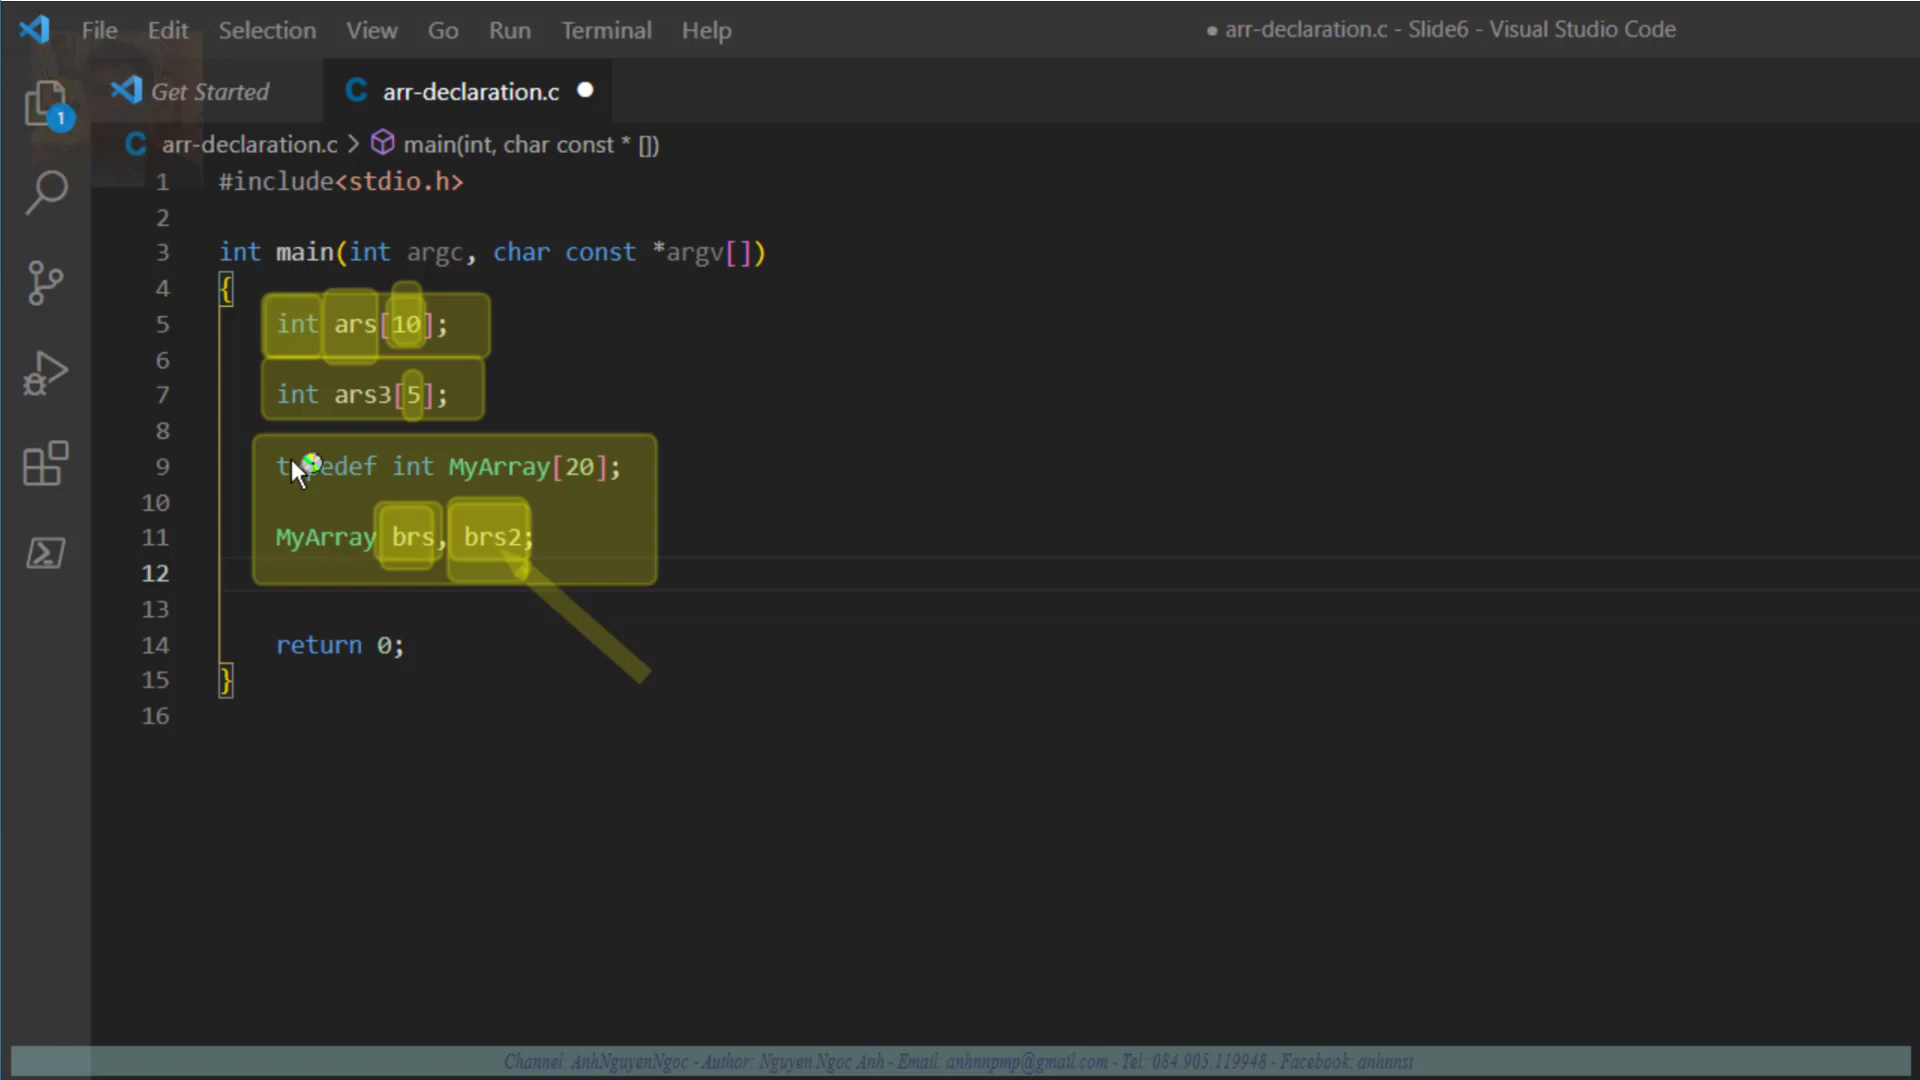 File Edit Selection View Go Run Terminal Help
● arr-declaration.c - Slide6 - Visual Studio Code
Get Started
C arr-declaration.c
1
C arr-declaration.c > main(int, char const * [])
1 #include<stdio.h>
2
3 int main(int argc, char const *argv[])
4 {
5 int ars[10];
6
7 int ars3[5];
8
9 typedef int MyArray[20];
10
11 MyArray brs, brs2;
12
13
14 return 0;
15 }
16
Channel: AnhNguyenNgoc - Author: Nguyen Ngoc Anh - Email: anhnnpmp@gmail.com - Tel: 084.905.119948 - Facebook: anhnnst